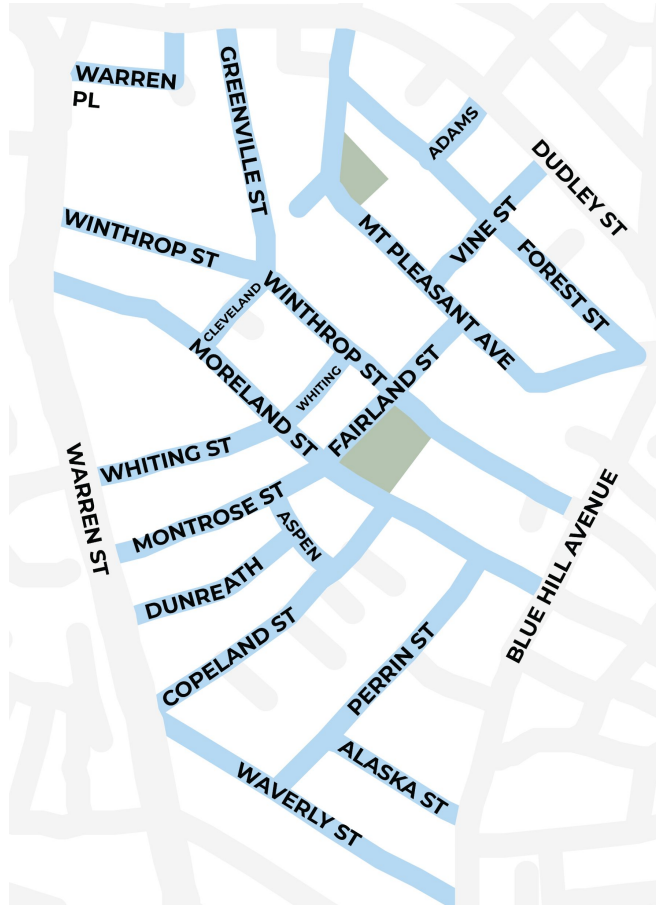 WARREN
PL
GREENVILLE ST
ADAMS
DUDLEY ST
WINTHROP ST
MT PLEASANT AVE
VINE ST
FOREST ST
CLEVELAND
WINTHROP ST
MORELAND ST
WHITING
FAIRLAND ST
WHITING ST
WARREN ST
MONTROSE ST
ASPEN
BLUE HILL AVENUE
DUNREATH
COPELAND ST
PERRIN ST
ALASKA ST
WAVERLY ST